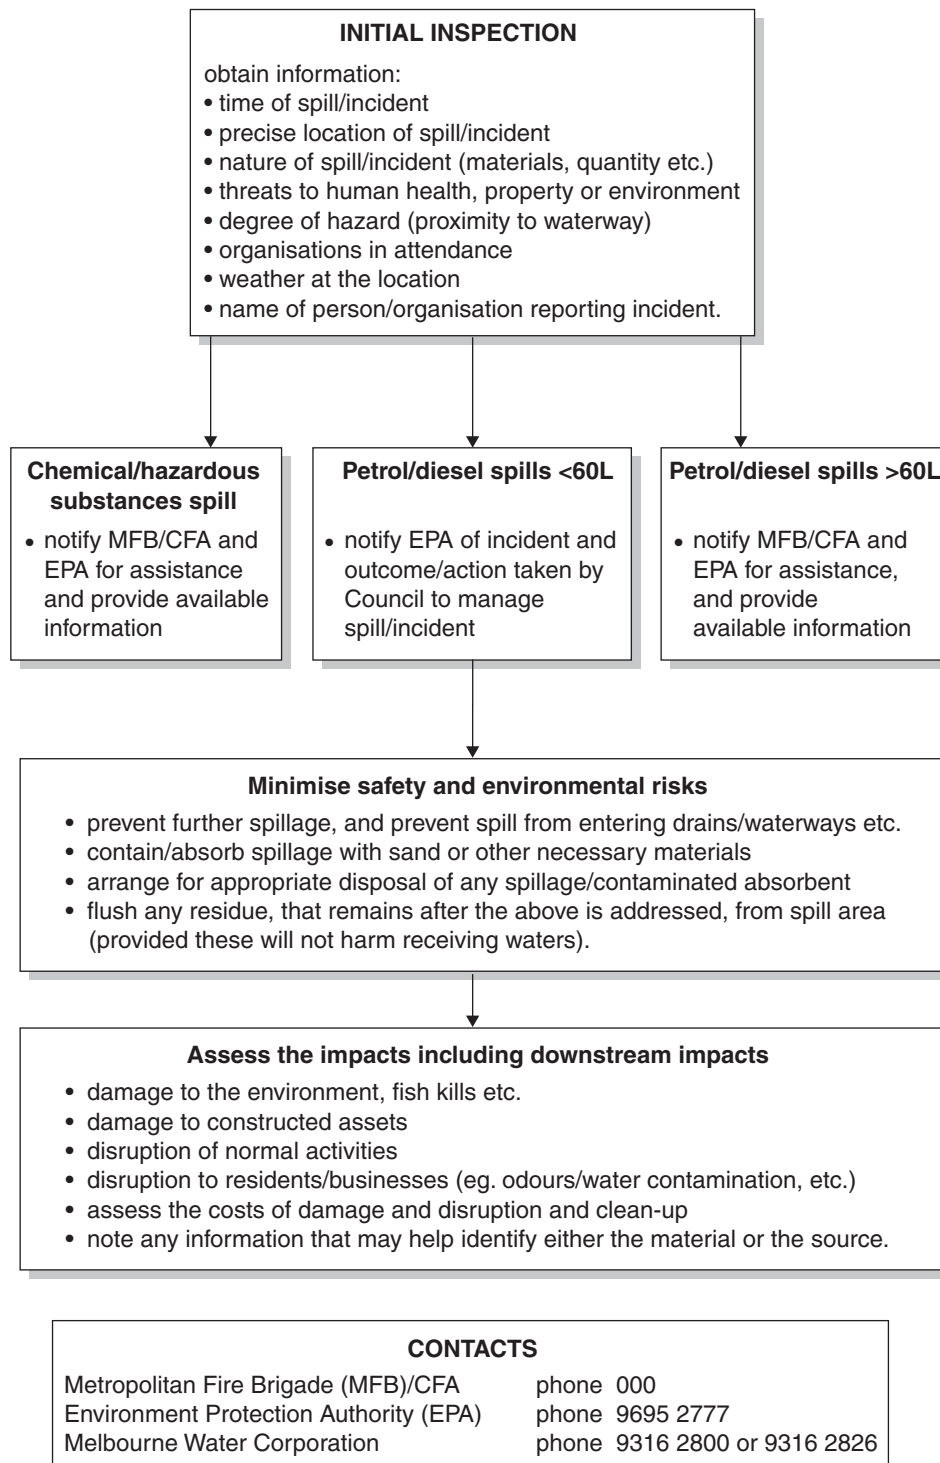 INITIAL INSPECTION
obtain information:
• time of spill/incident
• precise location of spill/incident
• nature of spill/incident (materials, quantity etc.)
• threats to human health, property or environment
• degree of hazard (proximity to waterway)
• organisations in attendance
• weather at the location
• name of person/organisation reporting incident.
Chemical/hazardous
substances spill
• notify MFB/CFA and
EPA for assistance
and provide available
information
Petrol/diesel spills <60L
• notify EPA of incident and
outcome/action taken by
Council to manage
spill/incident
Petrol/diesel spills >60L
• notify MFB/CFA and
EPA for assistance,
and provide
available information
Minimise safety and environmental risks
• prevent further spillage, and prevent spill from entering drains/waterways etc.
• contain/absorb spillage with sand or other necessary materials
• arrange for appropriate disposal of any spillage/contaminated absorbent
• flush any residue, that remains after the above is addressed, from spill area
(provided these will not harm receiving waters).
Assess the impacts including downstream impacts
• damage to the environment, fish kills etc.
• damage to constructed assets
• disruption of normal activities
• disruption to residents/businesses (eg. odours/water contamination, etc.)
• assess the costs of damage and disruption and clean-up
• note any information that may help identify either the material or the source.
CONTACTS
Metropolitan Fire Brigade (MFB)/CFA phone 000
Environment Protection Authority (EPA) phone 9695 2777
Melbourne Water Corporation phone 9316 2800 or 9316 2826